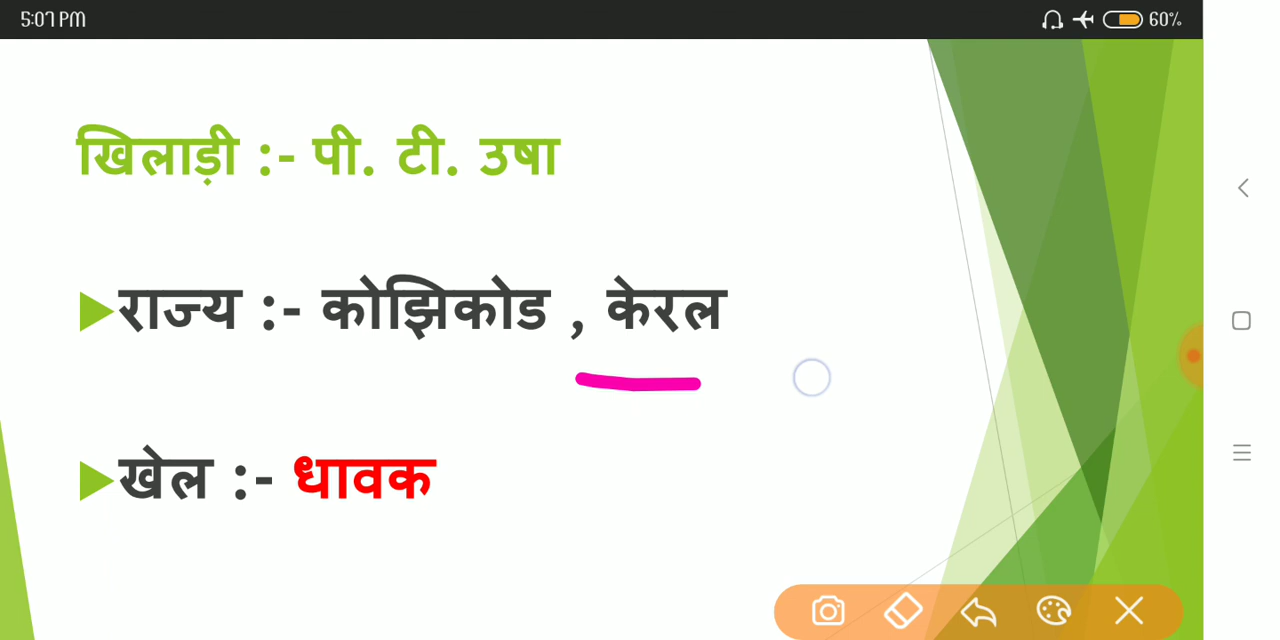 5:07 PM
60%
खिलाड़ी :- पी. टी. उषा
राज्य :- कोझिकोड , केरल
खेल :- धावक